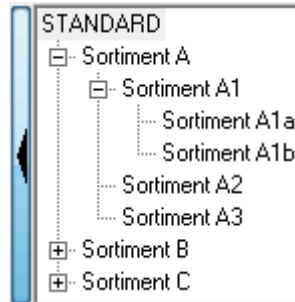 STANDARD
Sortiment A
Sortiment A1
Sortiment A1a
Sortiment A1b
Sortiment A2
Sortiment A3
Sortiment B
Sortiment C